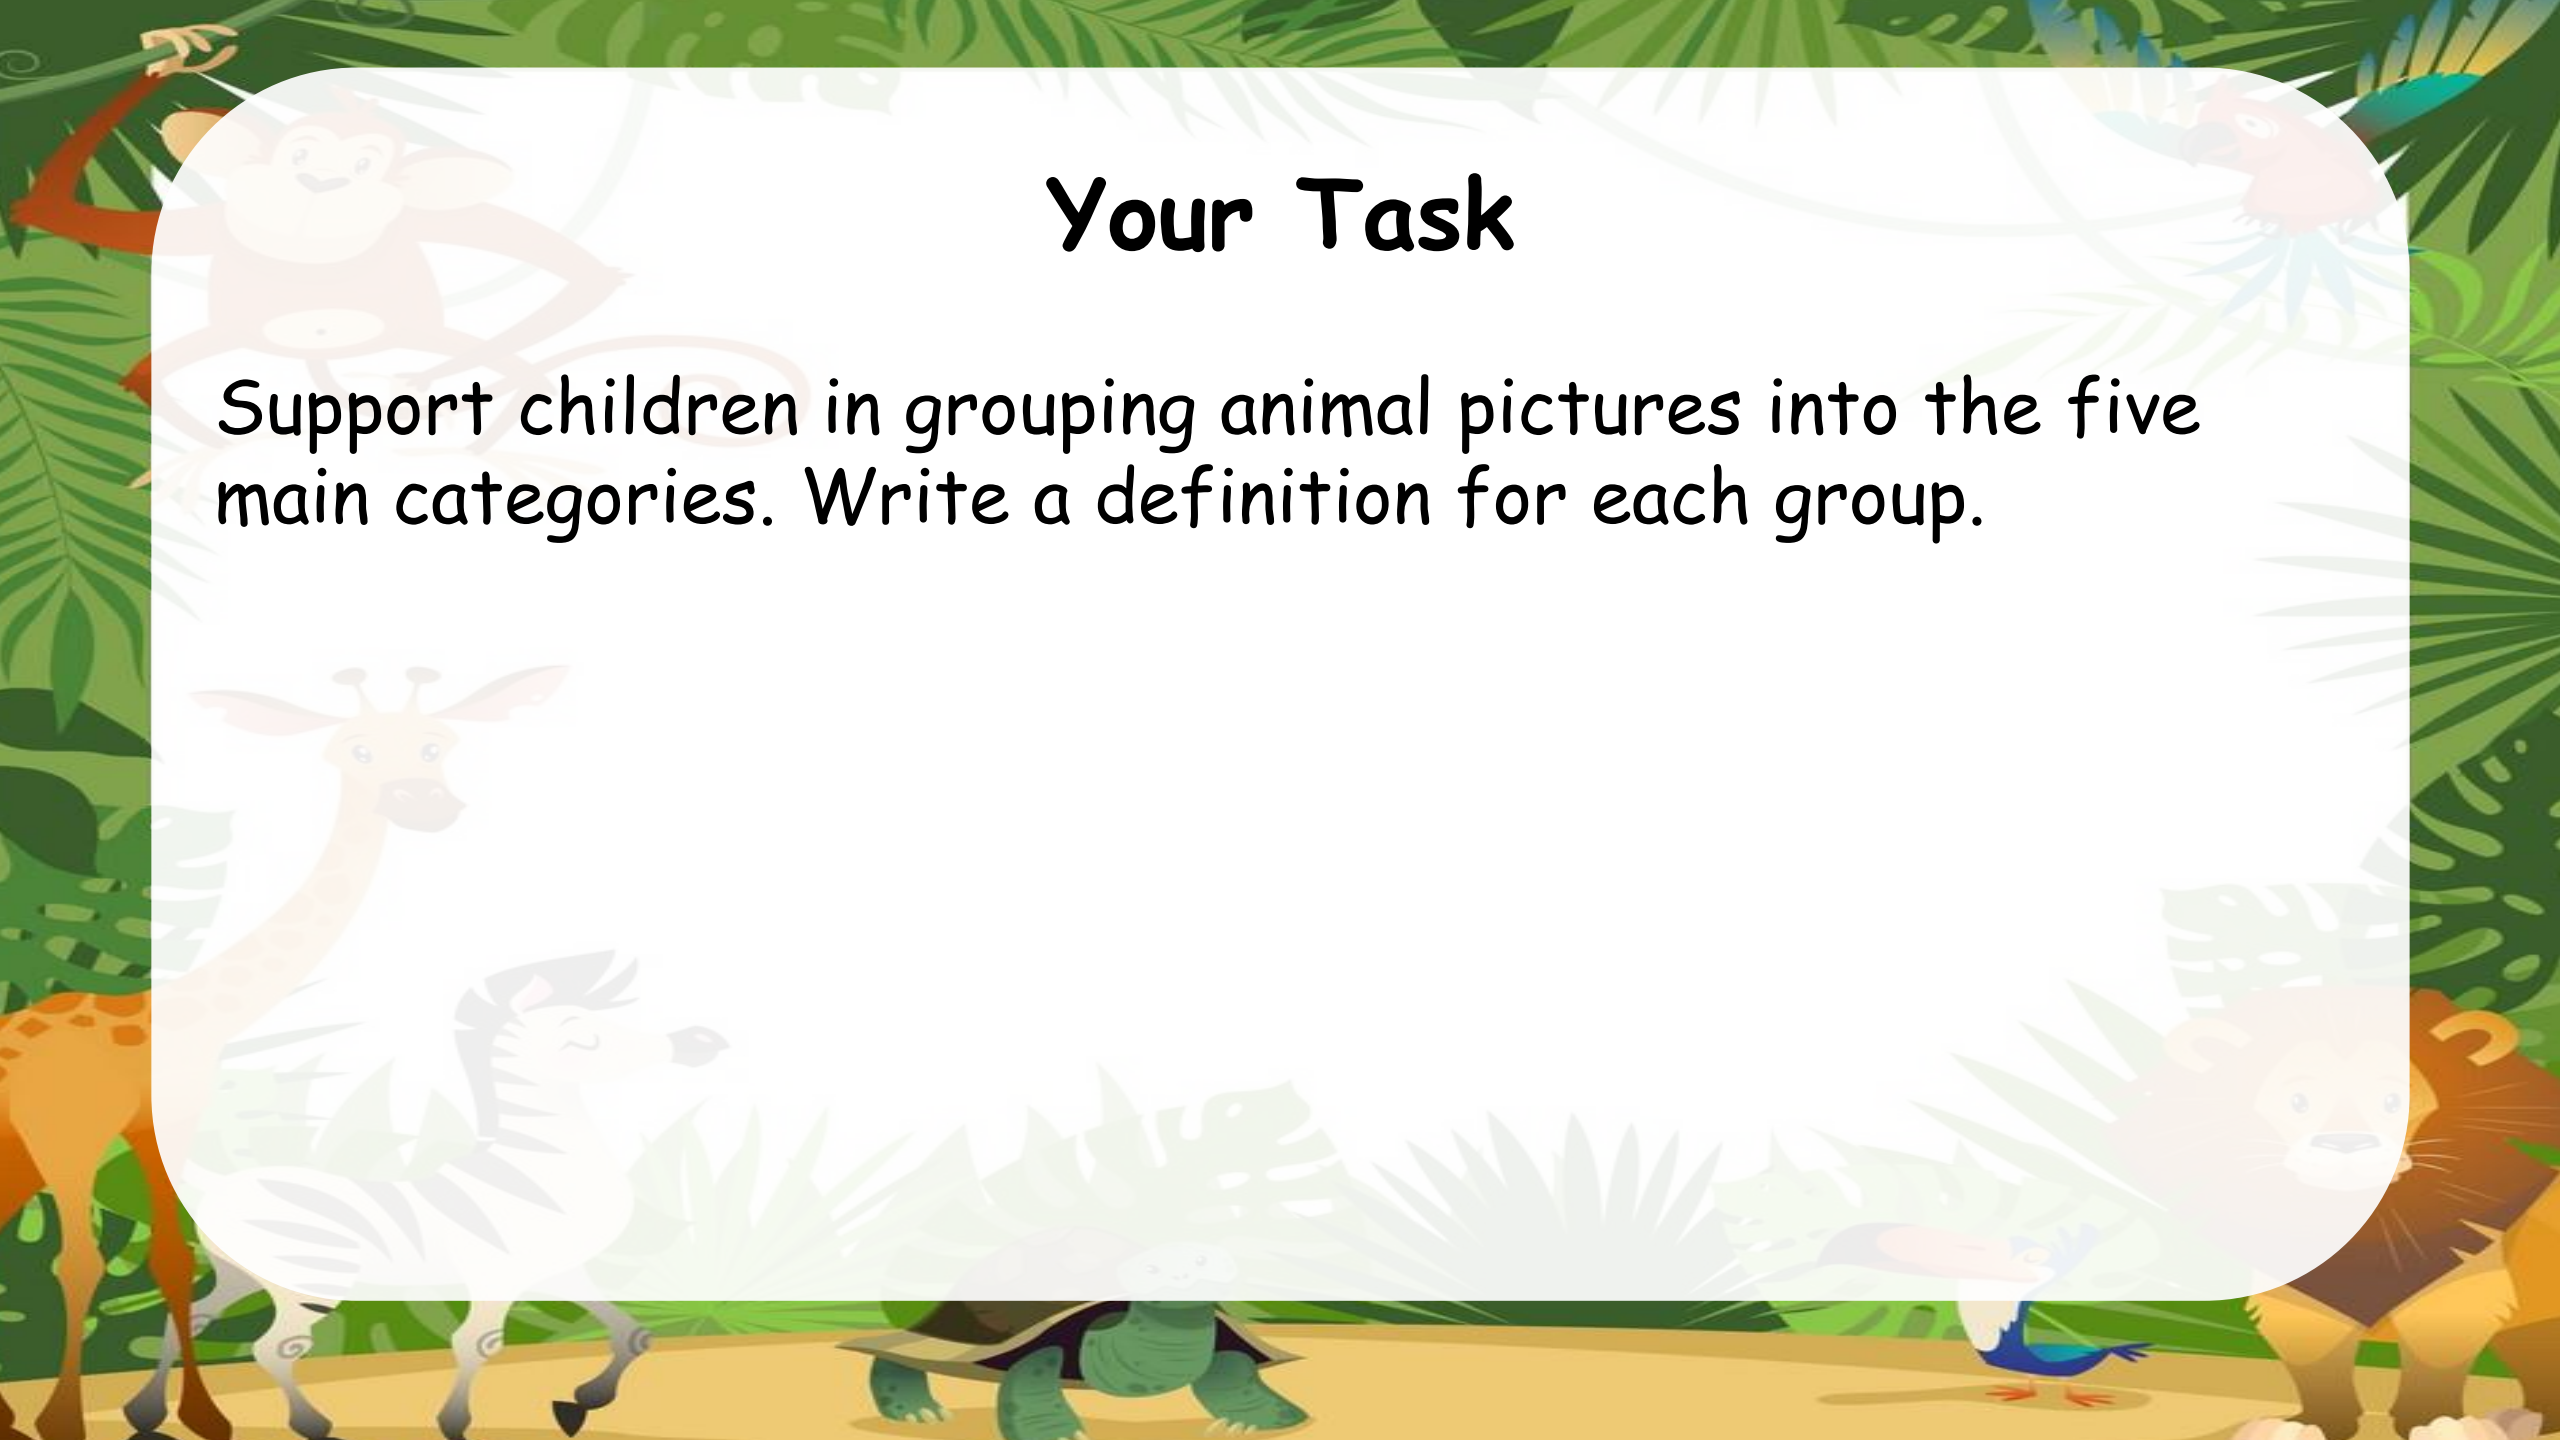 Your Task
Support children in grouping animal pictures into the five
main categories. Write a definition for each group.